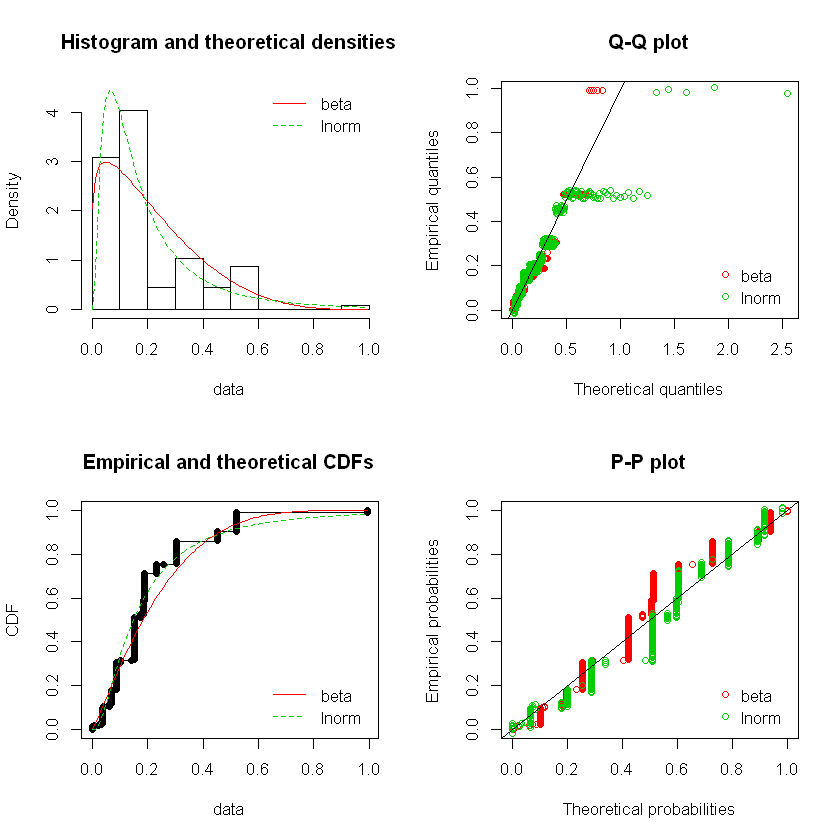 Histogram and theoretical densities
Density
4
3
2
1
0
beta
lnorm
0.0 0.2 0.4 0.6 0.8 1.0
data
Q-Q plot
Empirical quantiles
1.0
0.8
0.6
0.4
0.2
0.0
beta
lnorm
0.0 0.5 1.0 1.5 2.0 2.5
Theoretical quantiles
Empirical and theoretical CDFs
CDF
1.0
0.8
0.6
0.4
0.2
0.0
beta
lnorm
0.0 0.2 0.4 0.6 0.8 1.0
data
P-P plot
Empirical probabilities
1.0
0.8
0.6
0.4
0.2
0.0
beta
lnorm
0.0 0.2 0.4 0.6 0.8 1.0
Theoretical probabilities